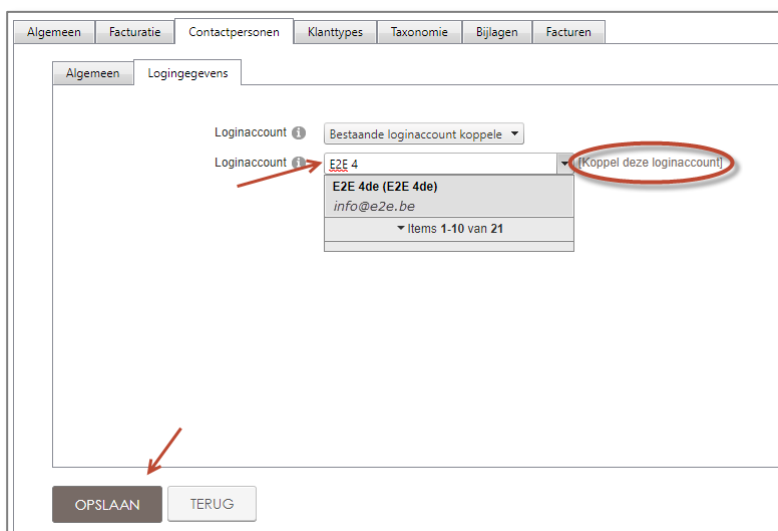 Algemeen Facturatie Contactpersonen Klanttypes Taxonomie Bijlagen Facturen
Algemeen Logingegevens
Loginaccount i Bestaande loginaccount koppele
Loginaccount i E2E 4 [Koppel deze loginaccount]
E2E 4de (E2E 4de)
info@e2e.be
Items 1-10 van 21
OPSLAAN TERUG